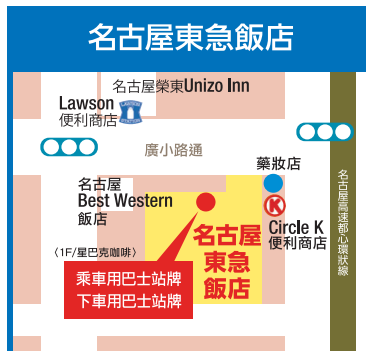 名古屋東急飯店
名古屋榮東Unizo Inn
Lawson
便利商店
LAWSON
STATION
廣小路通
藥妝店
名古屋
Best Western
飯店
K
Circle K
便利商店
名古屋
東急
飯店
〈1F/星巴克咖啡〉
乘車用巴士站牌
下車用巴士站牌
名古屋高速都心環狀線